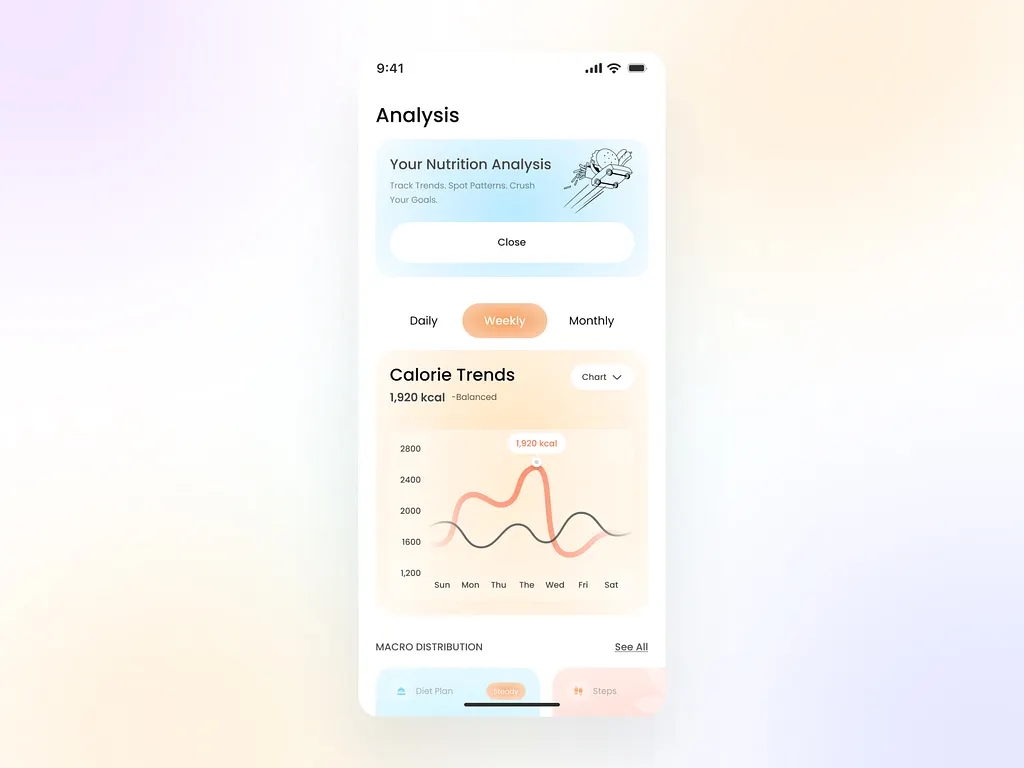 9:41
Analysis
Your Nutrition Analysis
Track Trends. Spot Patterns. Crush
Your Goals.
Close
Daily Weekly Monthly
Calorie Trends
Chart
1,920 kcal -Balanced
1,920 kcal
2800
2400
2000
1600
1,200
Sun Mon Thu The Wed Fri Sat
MACRO DISTRIBUTION See All
Diet Plan Steady Steps